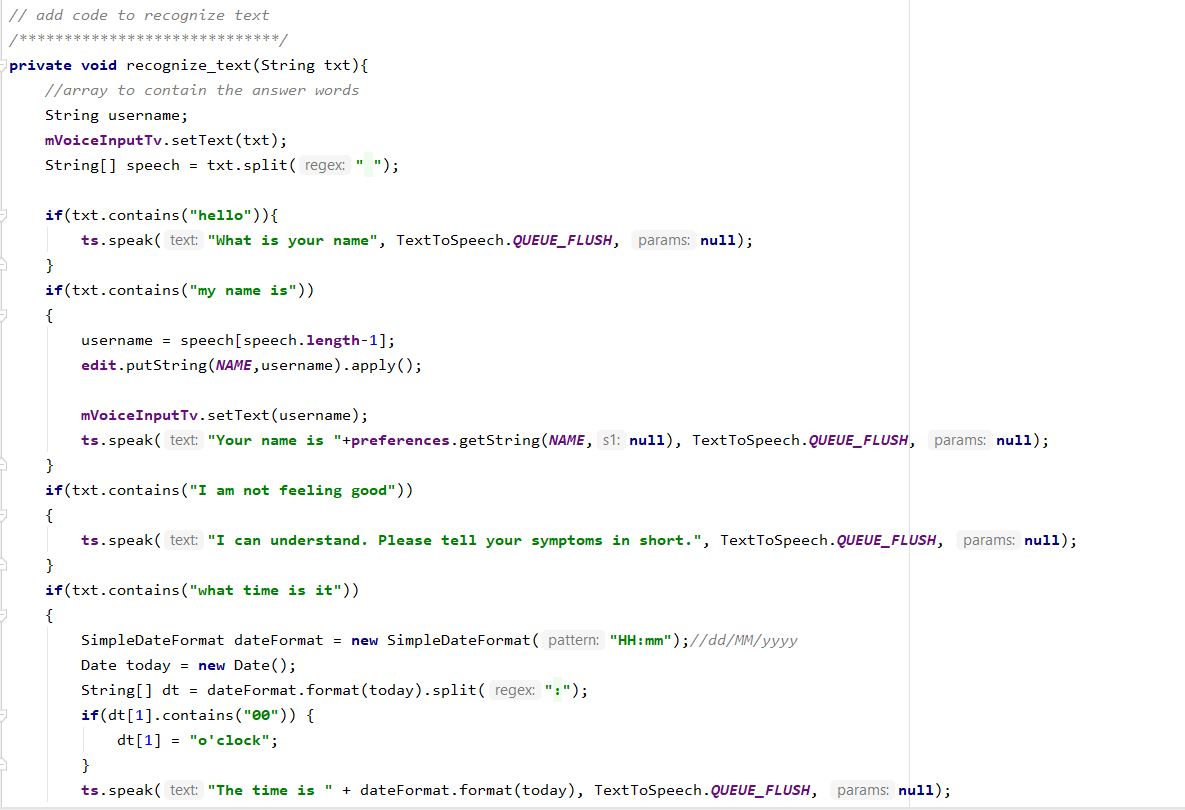 // add code to recognize text
/*****************************/
private void recognize_text(String txt){
    //array to contain the answer words
    String username;
    mVoiceInputTv.setText(txt);
    String[] speech = txt.split( regex: " ");
    if(txt.contains("hello")){
        ts.speak( text: "What is your name", TextToSpeech.QUEUE_FLUSH, params: null);
    }
    if(txt.contains("my name is"))
    {
        username = speech[speech.length-1];
        edit.putString(NAME,username).apply();
        mVoiceInputTv.setText(username);
        ts.speak( text: "Your name is "+preferences.getString(NAME, s1: null), TextToSpeech.QUEUE_FLUSH, params: null);
    }
    if(txt.contains("I am not feeling good"))
    {
        ts.speak( text: "I can understand. Please tell your symptoms in short.", TextToSpeech.QUEUE_FLUSH, params: null);
    }
    if(txt.contains("what time is it"))
    {
        SimpleDateFormat dateFormat = new SimpleDateFormat( pattern: "HH:mm");//dd/MM/yyyy
        Date today = new Date();
        String[] dt = dateFormat.format(today).split( regex: ":");
        if(dt[1].contains("00")) {
            dt[1] = "o'clock";
        }
        ts.speak( text: "The time is " + dateFormat.format(today), TextToSpeech.QUEUE_FLUSH, params: null);